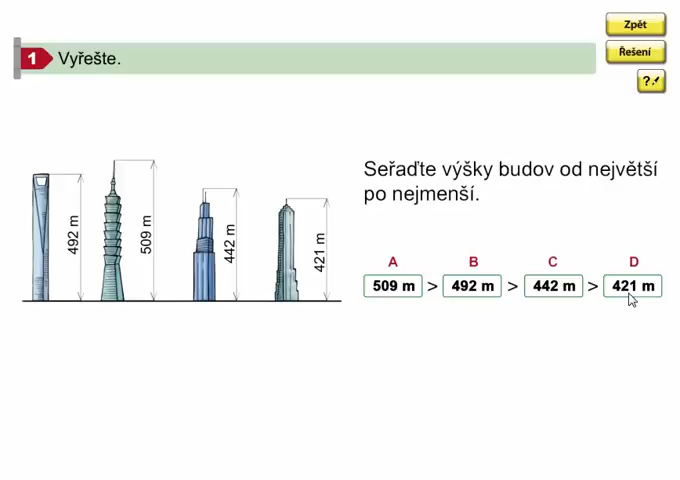 Zpět
1 Vyřešte.
Řešení
?
492 m
509 m
442 m
421 m
Seřaďte výšky budov od největší
po nejmenší.
A B C D
509 m > 492 m > 442 m > 421 m